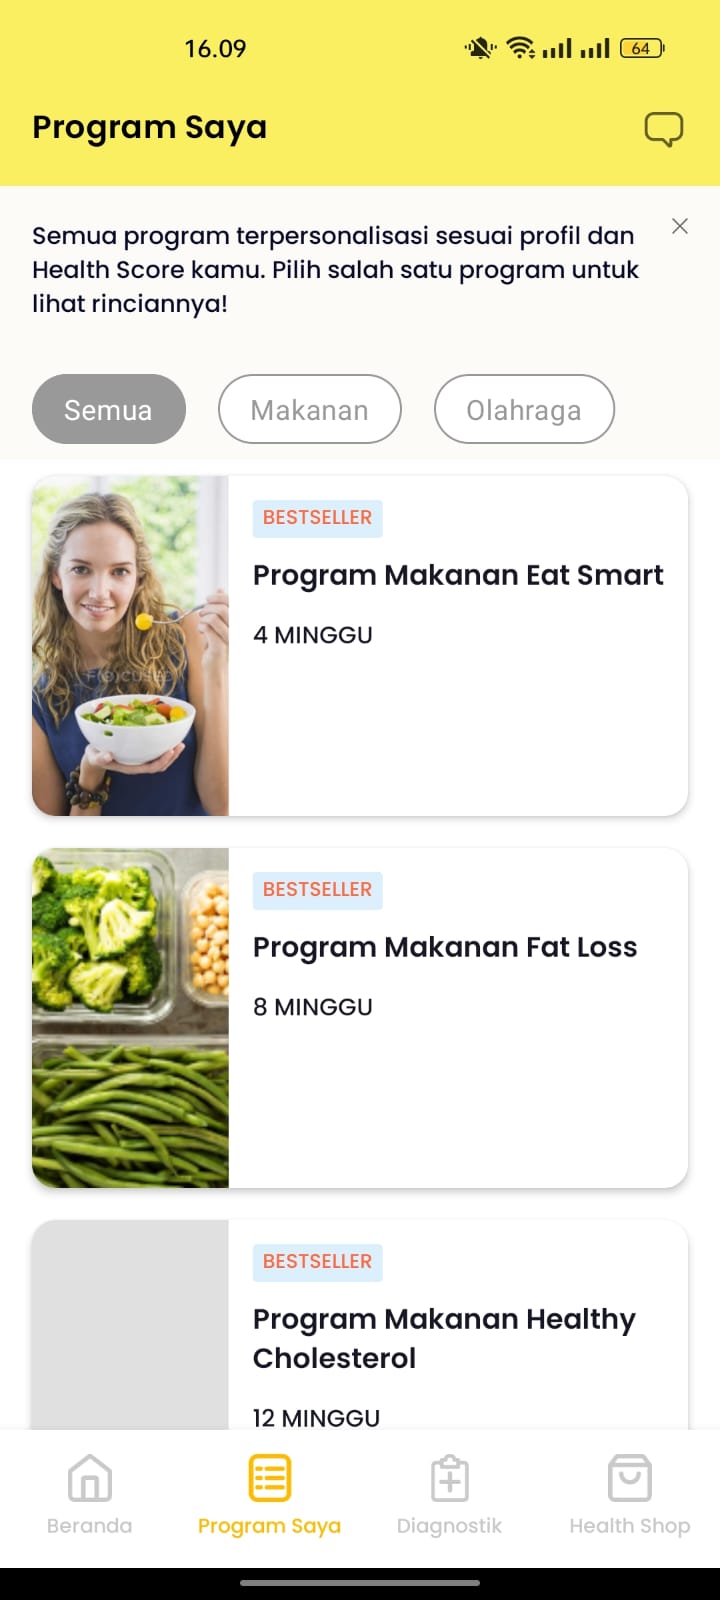 16.09
64
Program Saya
Semua program terpersonalisasi sesuai profil dan
Health Score kamu. Pilih salah satu program untuk
lihat rinciannya!
Semua
Makanan
Olahraga
BESTSELLER
Program Makanan Eat Smart
4 MINGGU
BESTSELLER
Program Makanan Fat Loss
8 MINGGU
BESTSELLER
Program Makanan Healthy
Cholesterol
12 MINGGU
Beranda
Program Saya
Diagnostik
Health Shop